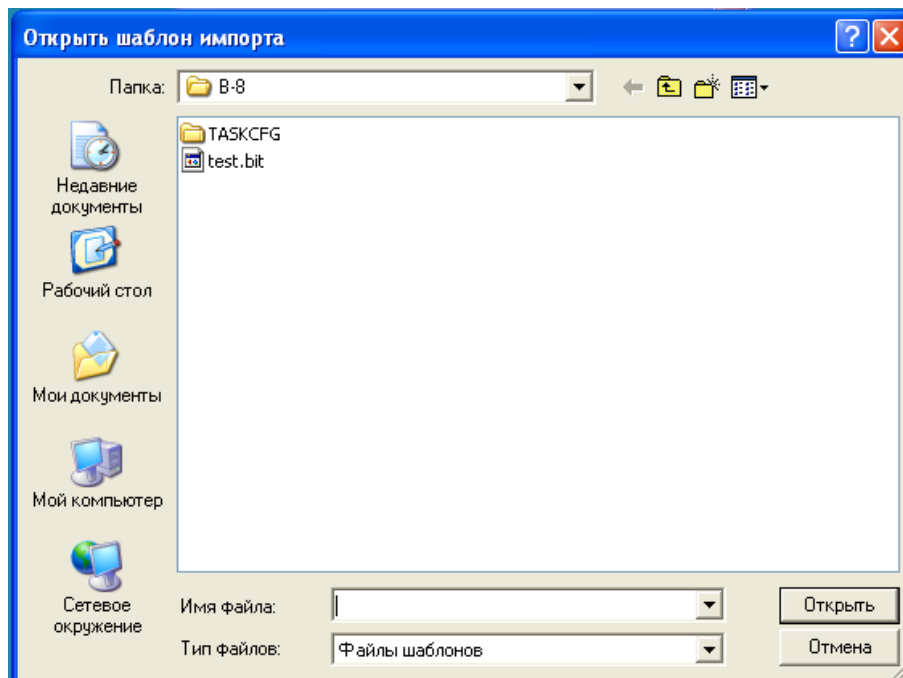 Открыть шаблон импорта
Папка:
B-8
TASKCFG
test.bit
Недавние
документы
Рабочий стол
Мои документы
Мой компьютер
Сетевое
окружение
Имя файла:
Открыть
Тип файлов:
Файлы шаблонов
Отмена